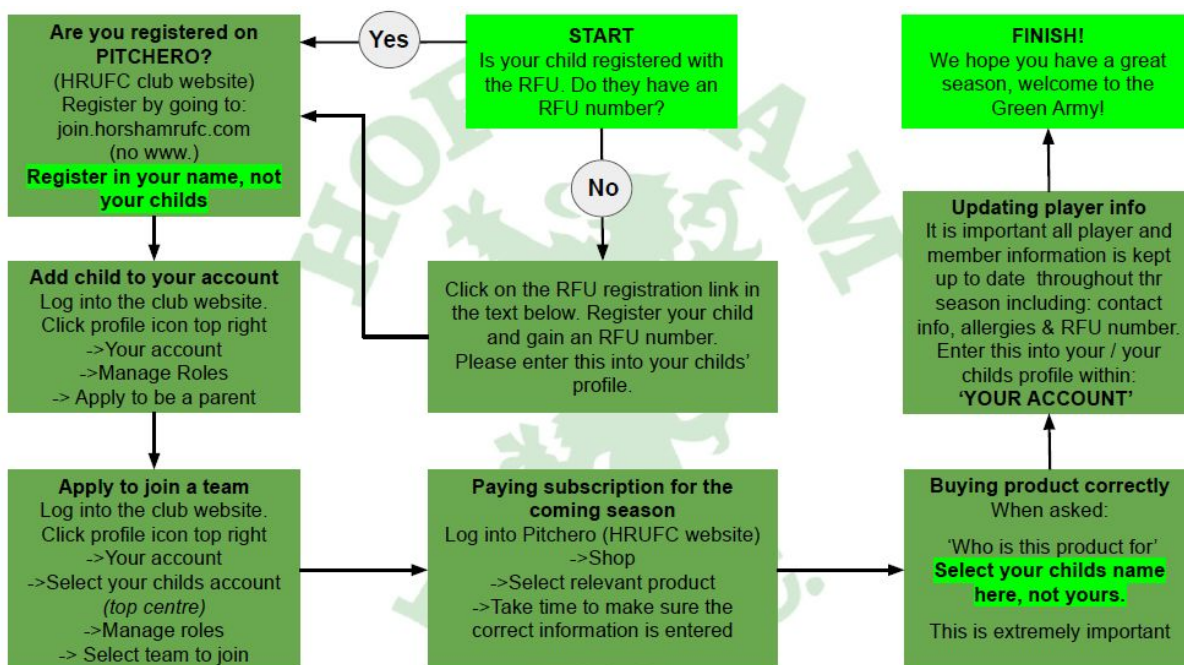 START
Is your child registered with
the RFU. Do they have an
RFU number?
Yes
No
Click on the RFU registration link in
the text below. Register your child
and gain an RFU number.
Please enter this into your childs’
profile.
Are you registered on
PITCHERO?
(HRUFC club website)
Register by going to:
join.horshamrufc.com
(no www.)
Register in your name, not
your childs
Add child to your account
Log into the club website.
Click profile icon top right
->Your account
->Manage Roles
-> Apply to be a parent
Apply to join a team
Log into the club website.
Click profile icon top right
->Your account
->Select your childs account
(top centre)
->Manage roles
-> Select team to join
Paying subscription for the
coming season
Log into Pitchero (HRUFC website)
->Shop
->Select relevant product
->Take time to make sure the
correct information is entered
Buying product correctly
When asked:
‘Who is this product for’
Select your childs name
here, not yours.
This is extremely important
Updating player info
It is important all player and
member information is kept
up to date  throughout thr
season including: contact
info, allergies & RFU number.
Enter this into your / your
childs profile within:
‘YOUR ACCOUNT’
FINISH!
We hope you have a great
season, welcome to the
Green Army!